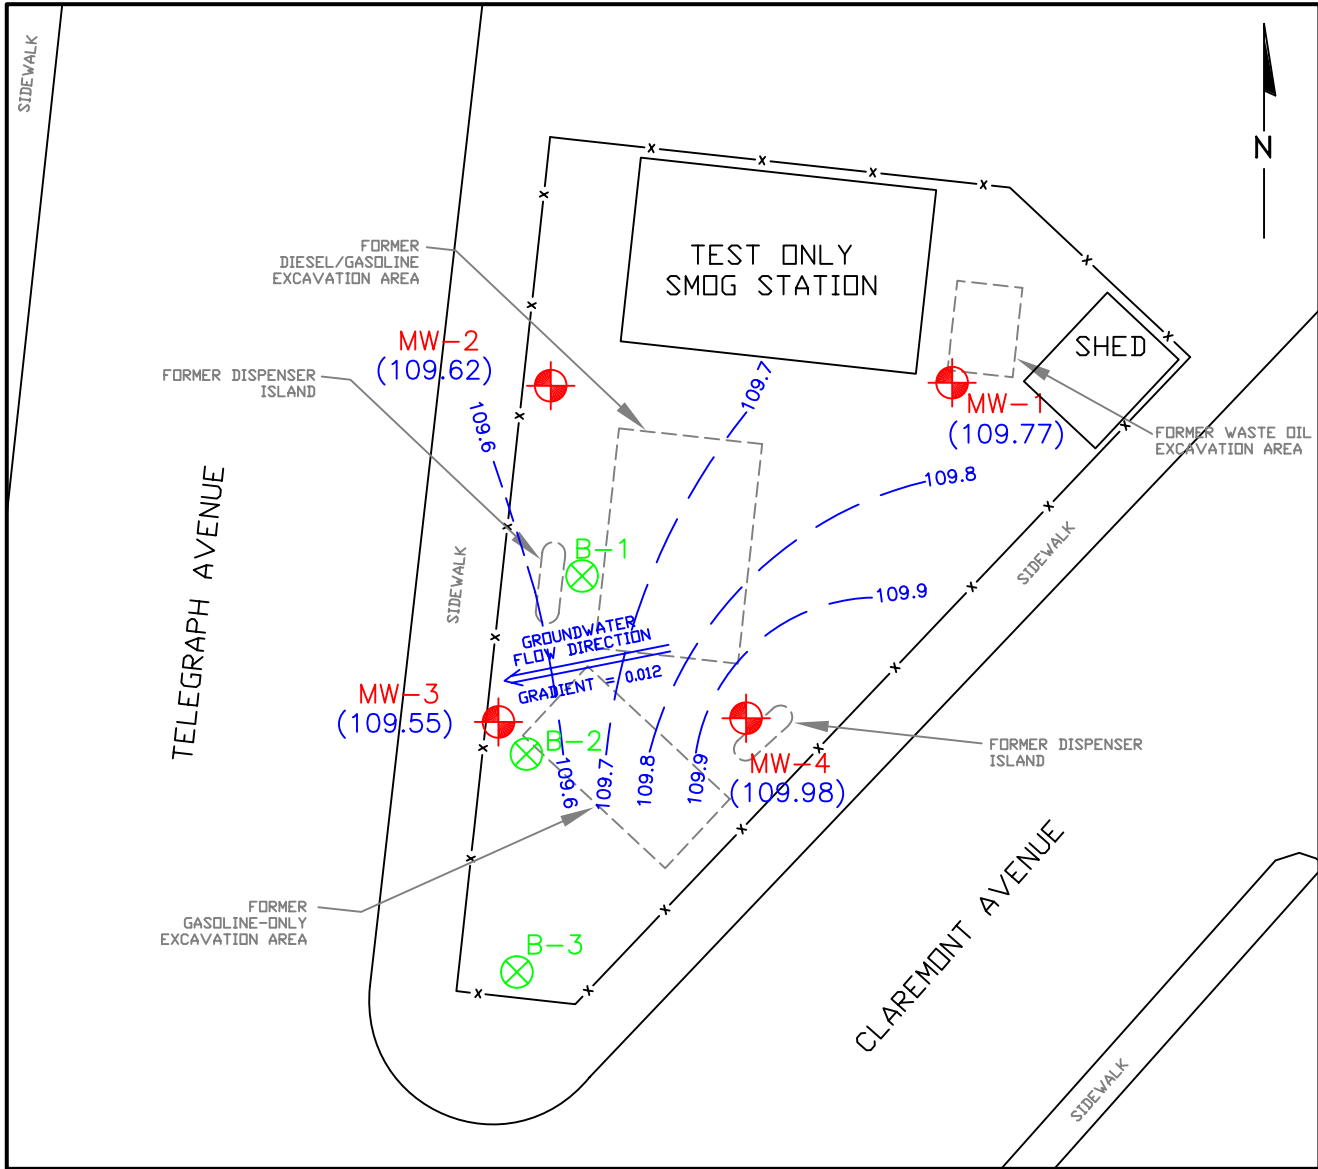 SIDEWALK
N
TEST ONLY
SMOG STATION
FORMER
DIESEL/GASOLINE
EXCAVATION AREA
MW-2
(109.62)
SHED
FORMER DISPENSER
ISLAND
109.7
109.6
MW-1
(109.77)
FORMER WASTE OIL
EXCAVATION AREA
109.8
TELEGRAPH AVENUE
SIDEWALK
B-1
SIDEWALK
109.9
GROUNDWATER
FLOW DIRECTION
GRADIENT = 0.012
MW-3
(109.55)
B-2
109.6
109.7
109.8
109.9
MW-4
(109.98)
FORMER DISPENSER
ISLAND
FORMER
GASOLINE-ONLY
EXCAVATION AREA
B-3
CLAREMONT AVENUE
SIDEWALK